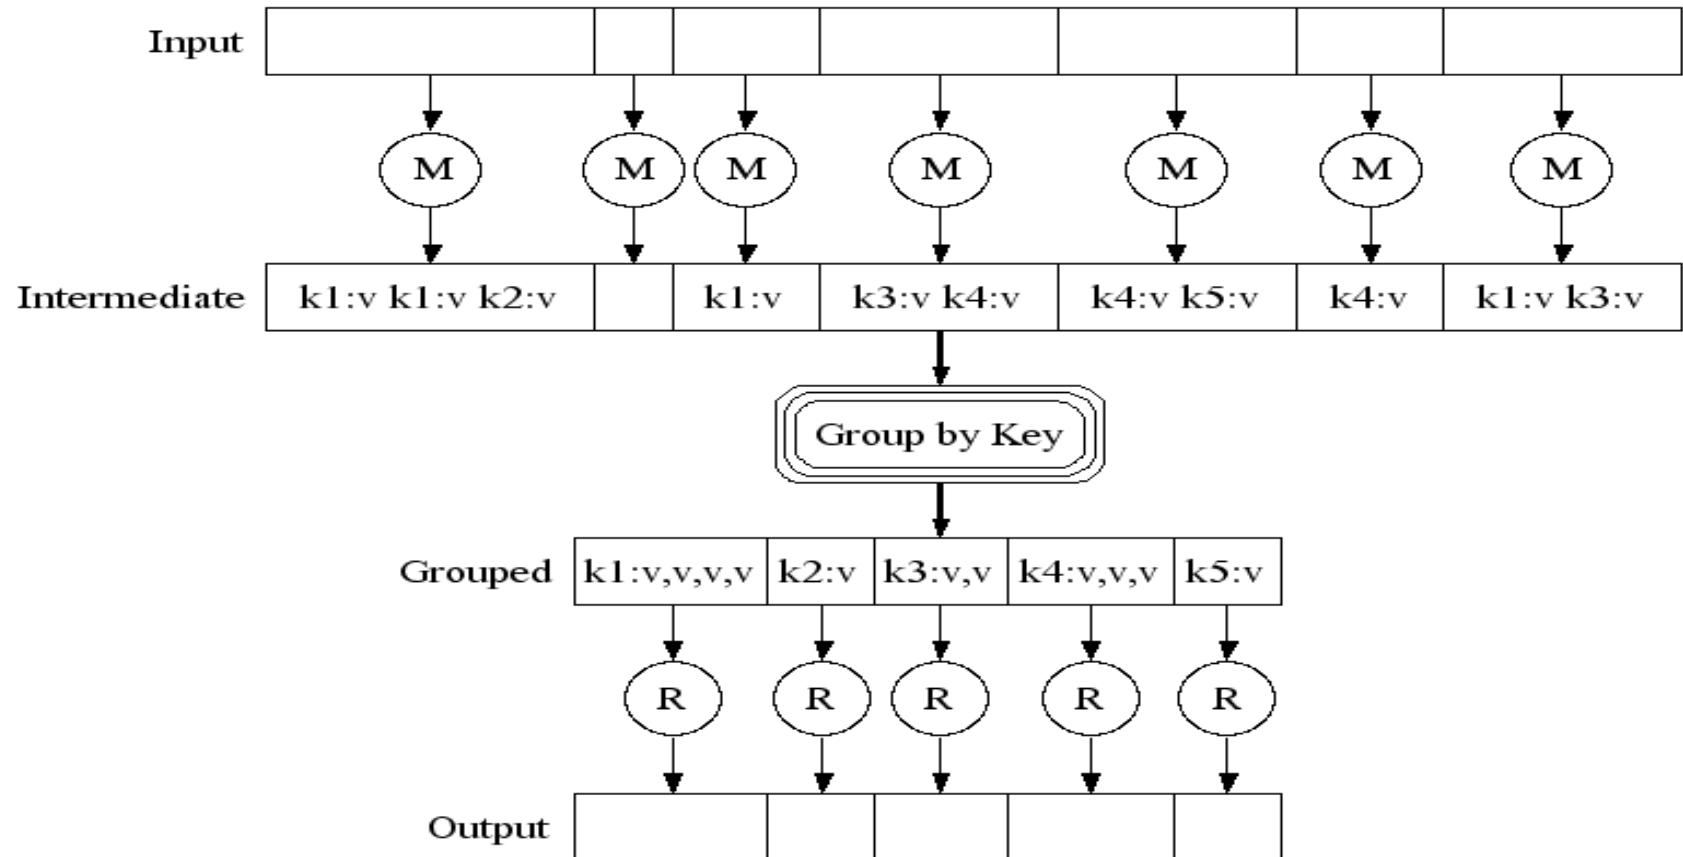 Input
M M M M M M M
Intermediate k1:v k1:v k2:v k1:v k3:v k4:v k4:v k5:v k4:v k1:v k3:v
Group by Key
Grouped k1:v,v,v,v k2:v k3:v,v k4:v,v,v k5:v
R R R R R
Output